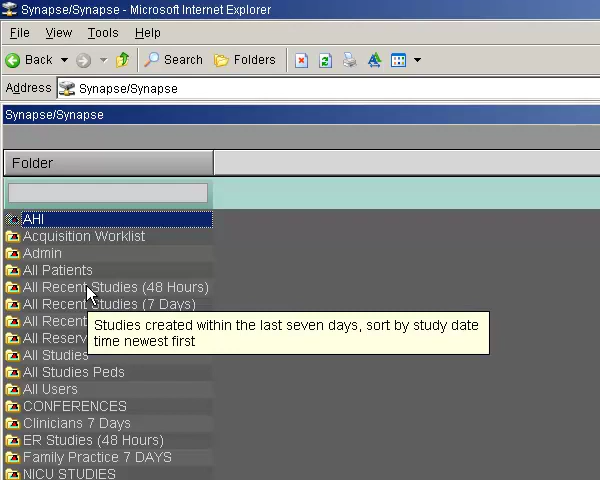 Synapse/Synapse - Microsoft Internet Explorer
File View Tools Help
Back Search Folders
Address Synapse/Synapse
Synapse/Synapse
Folder
AHI
Acquisition Worklist
Admin
All Patients
All Recent Studies (48 Hours)
All Recent Studies (7 Days)
All Recent
All Reserv
All Studies
Studies created within the last seven days, sort by study date
time newest first
All Studies Peds
All Users
CONFERENCES
Clinicians 7 Days
ER Studies (48 Hours)
Family Practice 7 DAYS
NICU STUDIES